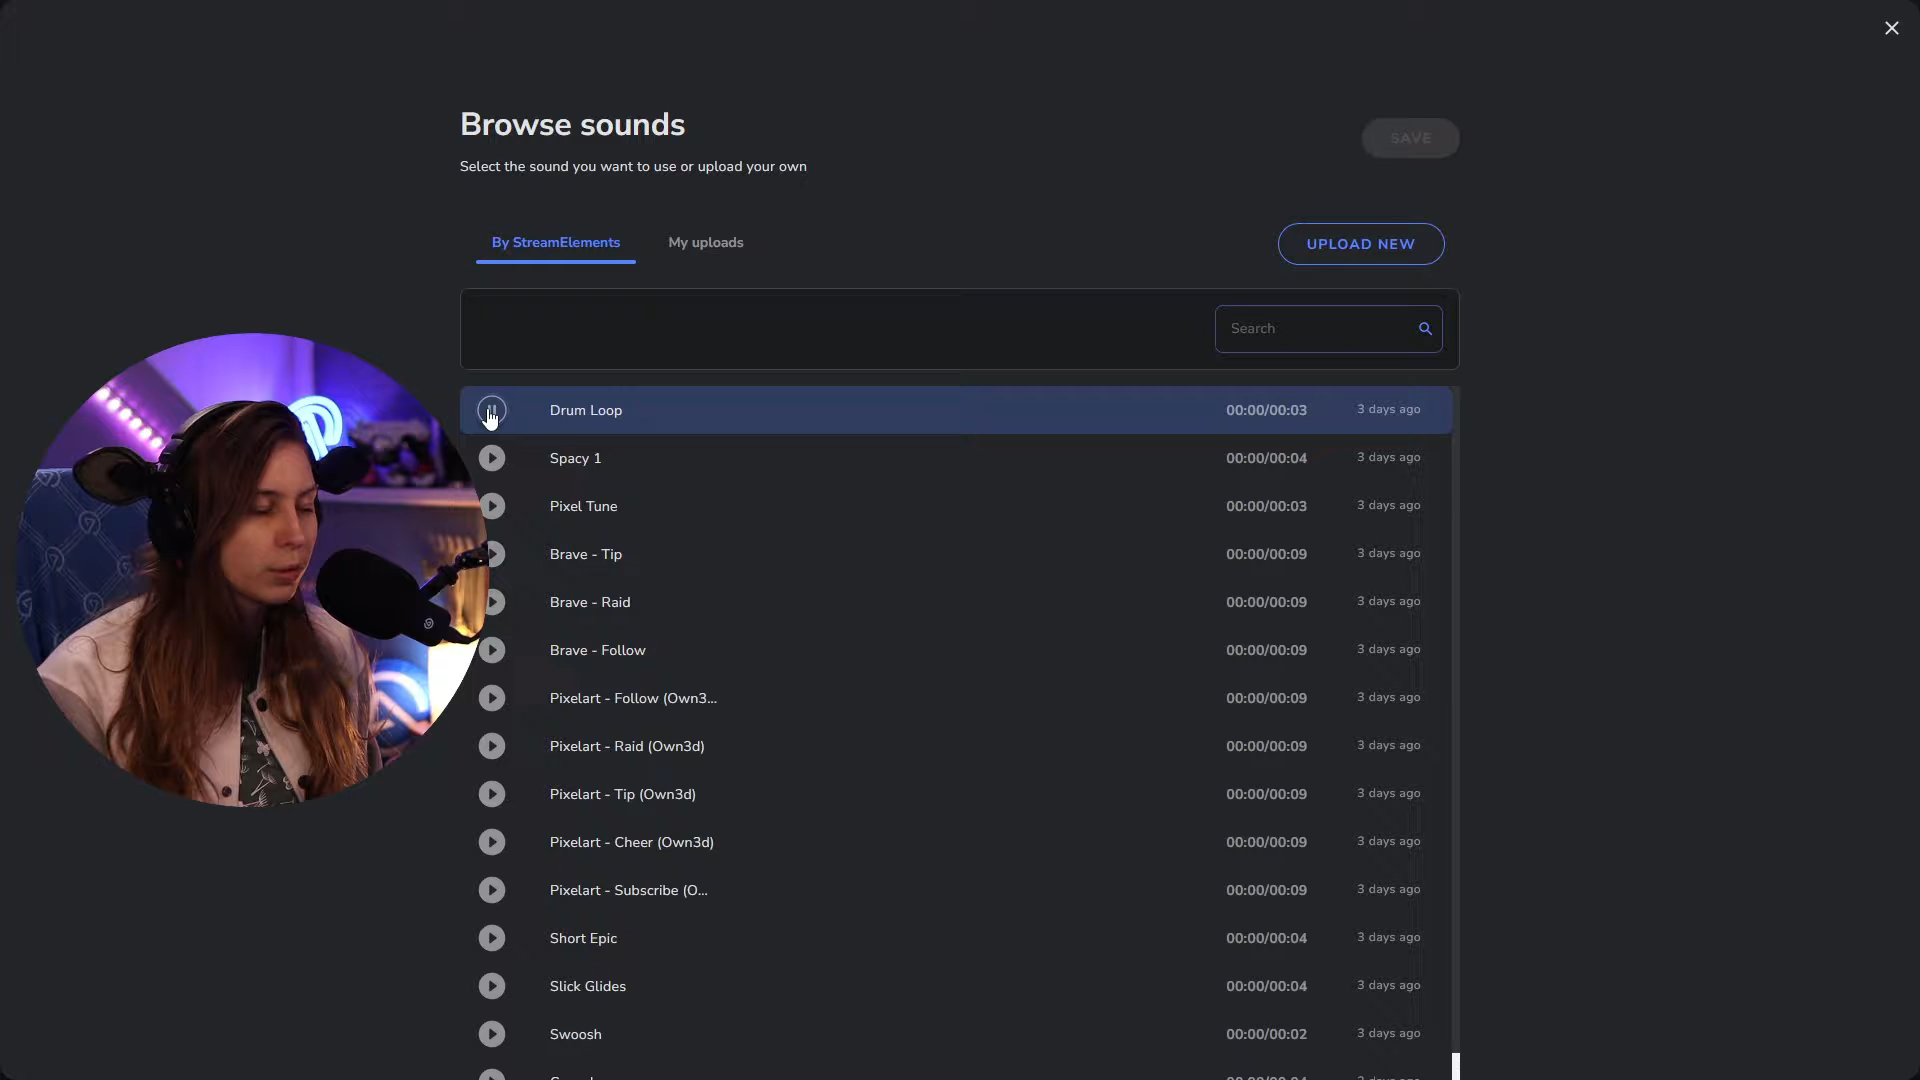 Browse sounds
SAVE
Select the sound you want to use or upload your own
By StreamElements
My uploads
UPLOAD NEW
Search
Drum Loop 00:00/00:03 3 days ago
Spacy 1 00:00/00:04 3 days ago
Pixel Tune 00:00/00:03 3 days ago
Brave - Tip 00:00/00:09 3 days ago
Brave - Raid 00:00/00:09 3 days ago
Brave - Follow 00:00/00:09 3 days ago
Pixelart - Follow (Own3... 00:00/00:09 3 days ago
Pixelart - Raid (Own3d) 00:00/00:09 3 days ago
Pixelart - Tip (Own3d) 00:00/00:09 3 days ago
Pixelart - Cheer (Own3d) 00:00/00:09 3 days ago
Pixelart - Subscribe (O... 00:00/00:09 3 days ago
Short Epic 00:00/00:04 3 days ago
Slick Glides 00:00/00:04 3 days ago
Swoosh 00:00/00:02 3 days ago